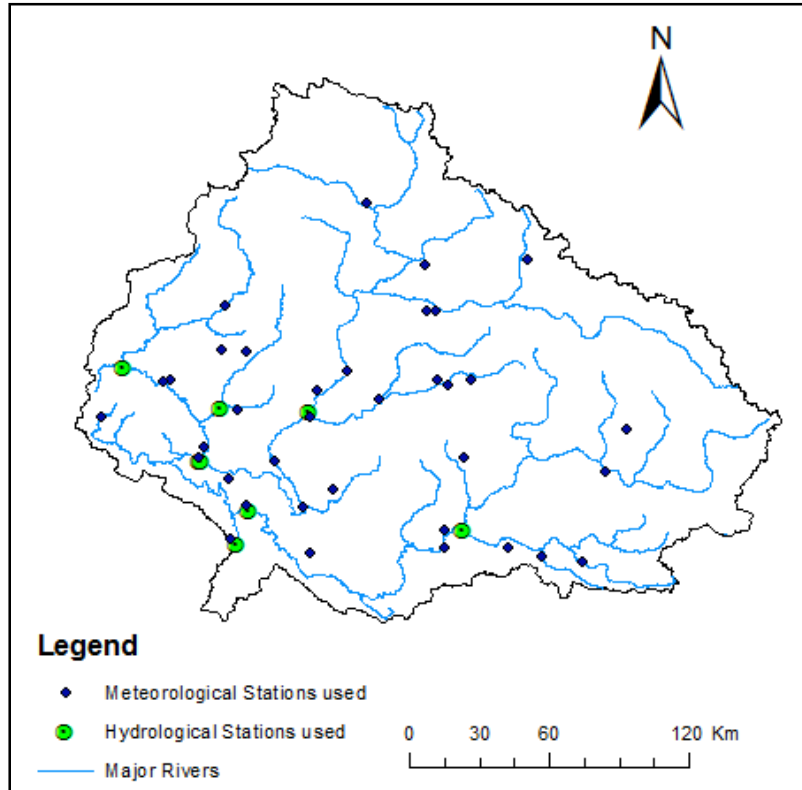 N
Legend
Meteorological Stations used
Hydrological Stations used
Major Rivers
0 30 60 120 Km